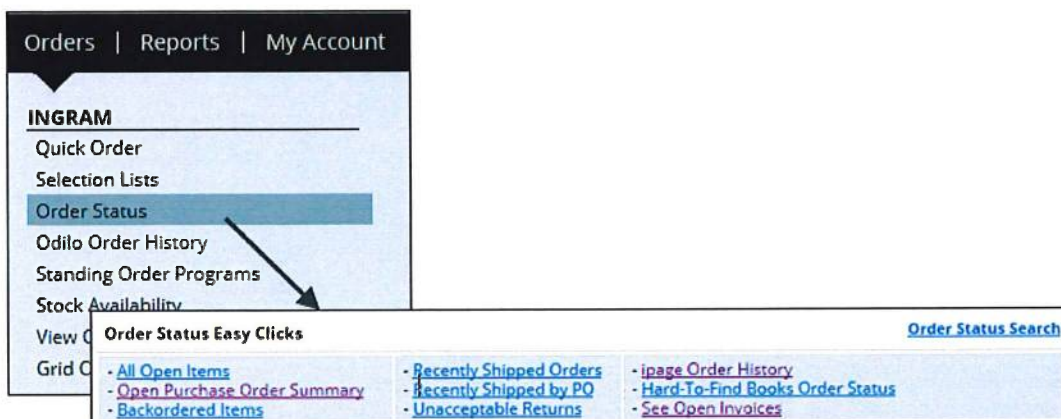 Orders | Reports | My Account
INGRAM
Quick Order
Selection Lists
Order Status
Odilo Order History
Standing Order Programs
Stock Availability
View
Grid
Order Status Easy Clicks
Order Status Search
- All Open Items
- Open Purchase Order Summary
- Backordered Items
- Recently Shipped Orders
- Recently Shipped by PO
- Unacceptable Returns
- ipage Order History
- Hard-To-Find Books Order Status
- See Open Invoices